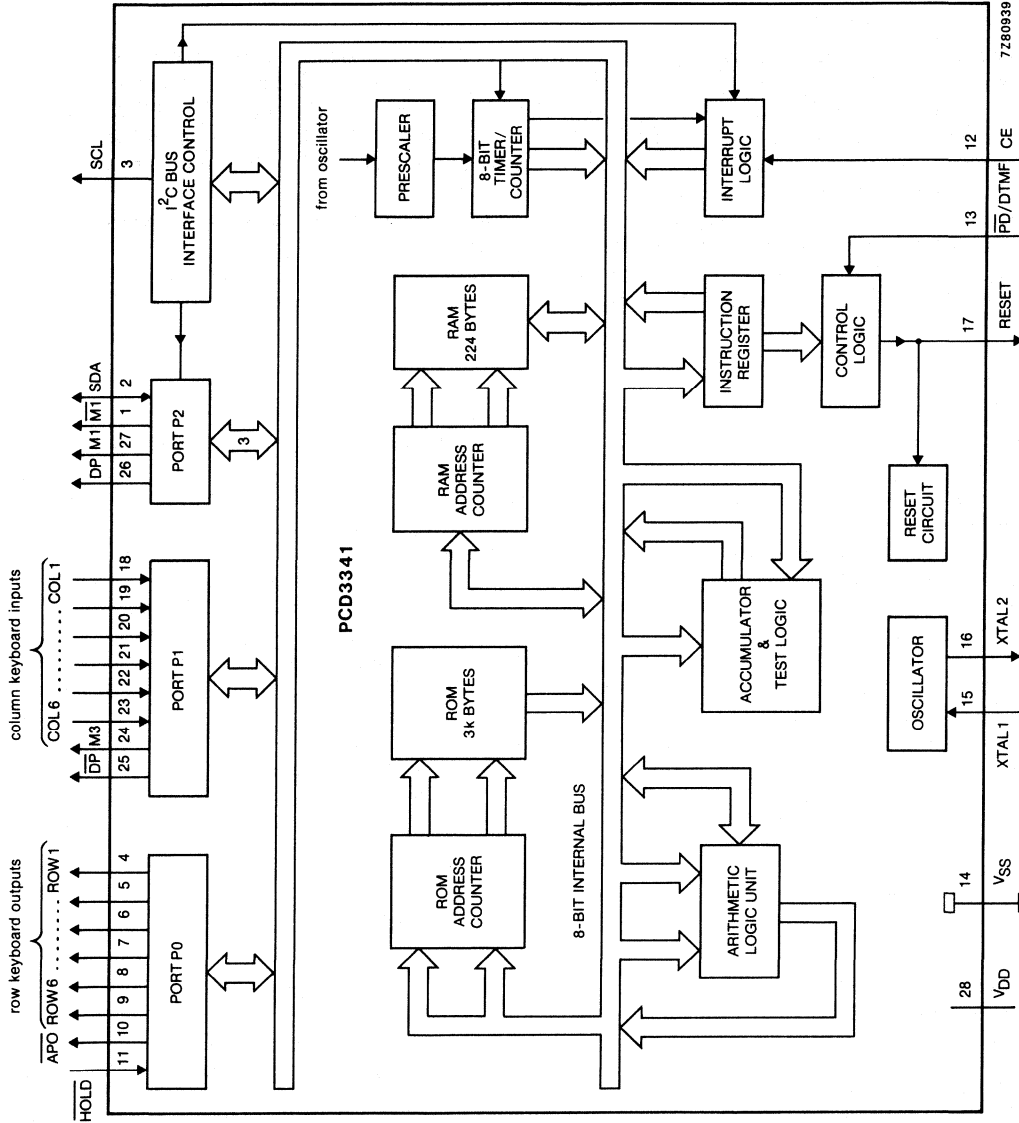 row keyboard outputs
column keyboard inputs
HOLD
APO
ROW 6 . . . . . . . ROW 1
DP
M3
COL 6 . . . . . . . COL 1
DP
M1
M1
SDA
SCL
11
10
9
8
7
6
5
4
25
24
23
22
21
20
19
18
26
27
1
2
3
PORT P0
PORT P1
PORT P2
I²C BUS
INTERFACE CONTROL
3
PCD3341
from oscillator
ROM
ADDRESS
COUNTER
ROM
3k BYTES
RAM
ADDRESS
COUNTER
RAM
224 BYTES
PRESCALER
8-BIT
TIMER/
COUNTER
8-BIT INTERNAL BUS
ARITHMETIC
LOGIC UNIT
ACCUMULATOR
&
TEST LOGIC
INSTRUCTION
REGISTER
INTERRUPT
LOGIC
CONTROL
LOGIC
RESET
CIRCUIT
OSCILLATOR
28
14
15
16
17
13
12
VDD
VSS
XTAL1
XTAL2
RESET
PD/DTMF
CE
7Z80939